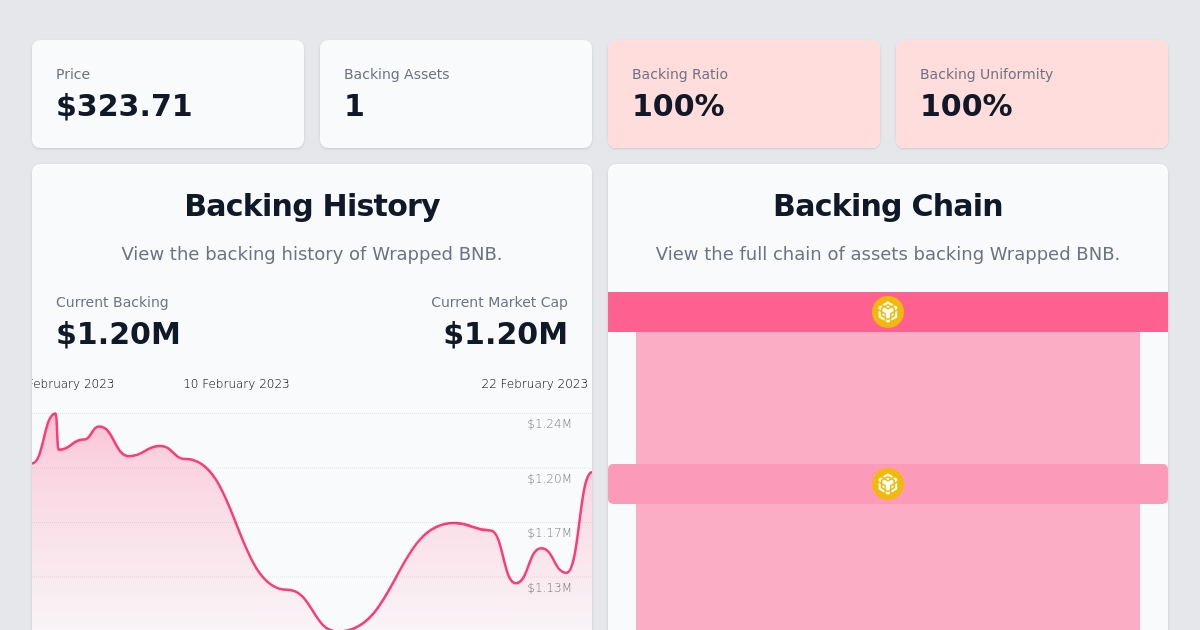 Price
$323.71
Backing Assets
1
Backing Ratio
100%
Backing Uniformity
100%
Backing History
View the backing history of Wrapped BNB.
Current Backing
$1.20M
Current Market Cap
$1.20M
February 2023
10 February 2023
22 February 2023
$1.24M
$1.20M
$1.17M
$1.13M
Backing Chain
View the full chain of assets backing Wrapped BNB.